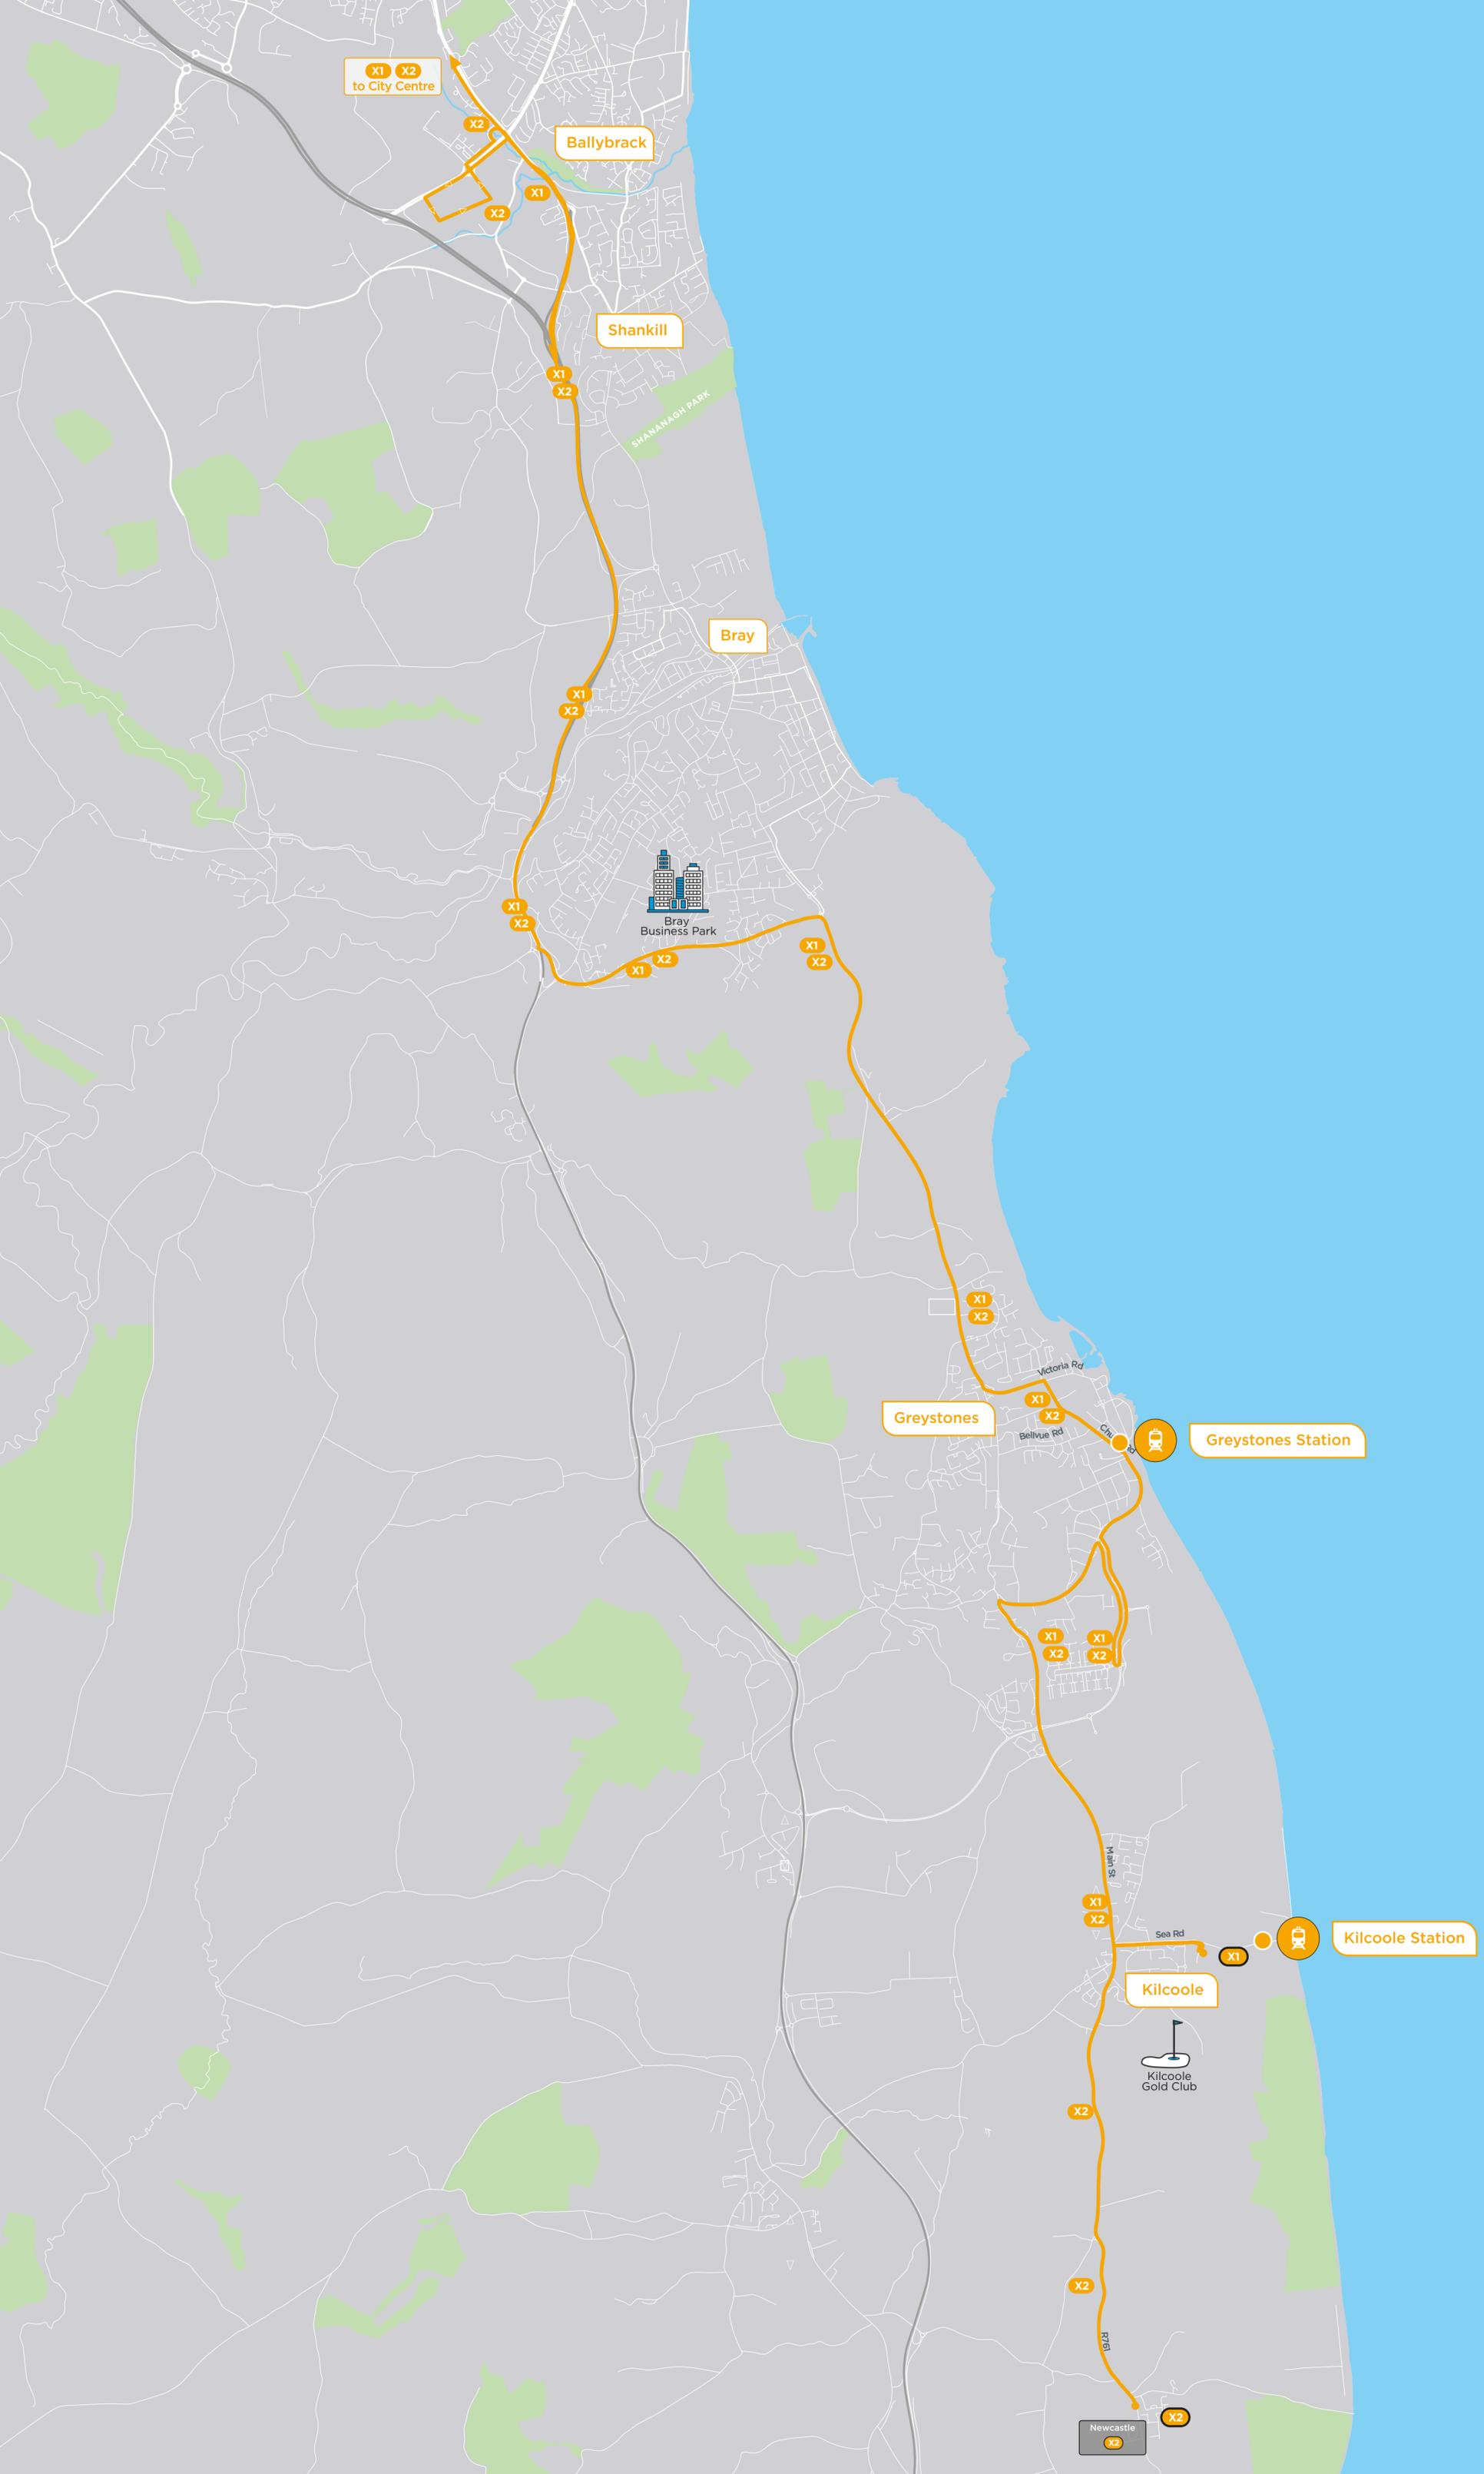 X1 X2
to City Centre
X2
Ballybrack
X1
X2
Shankill
X1
X2
SHANANAGH PARK
Bray
X1
X2
X1
X2
Bray
Business Park
X1
X2
X2
X1
X1
X2
Victoria Rd
X1
X2
Greystones
Bellvue Rd
Greystones Station
X1
X2
X1
X2
Main St
X1
X2
Sea Rd
X1
Kilcoole Station
Kilcoole
Kilcoole
Gold Club
X2
X2
R761
X2
Newcastle
X2